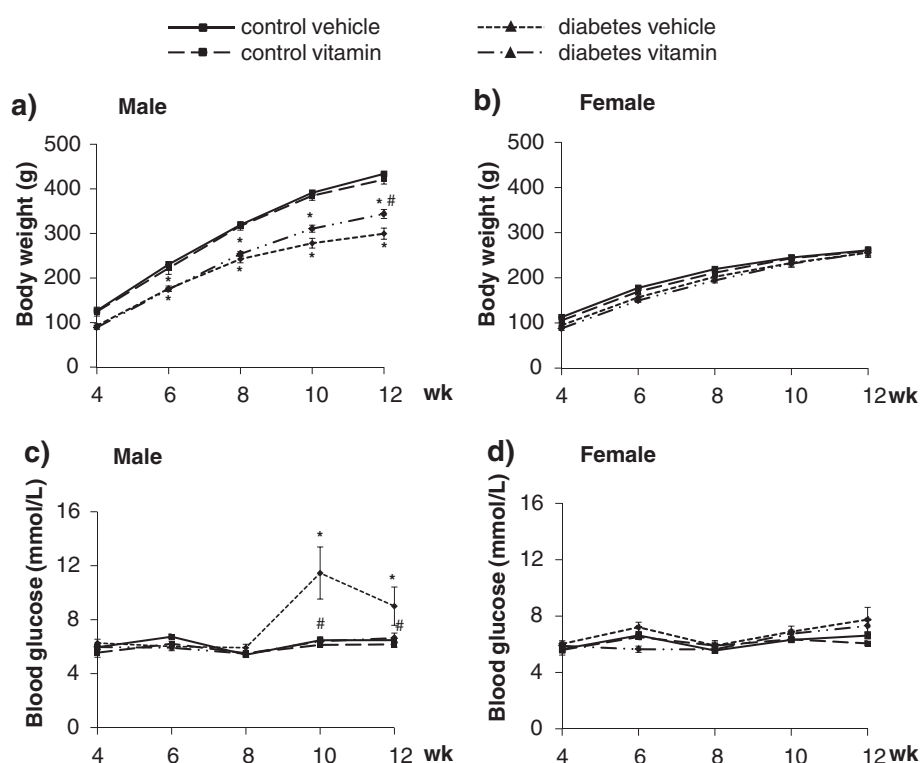 control vehicle diabetes vehicle
control vitamin diabetes vitamin
a) Male
b) Female
Body weight (g)
500
400
300
200
100
0
* * * * * * * * #
4 6 8 10 12 wk
Body weight (g)
500
400
300
200
100
0
4 6 8 10 12 wk
c) Male
d) Female
Blood glucose (mmol/L)
16
12
8
4
0
* * # #
4 6 8 10 12 wk
Blood glucose (mmol/L)
16
12
8
4
0
4 6 8 10 12 wk